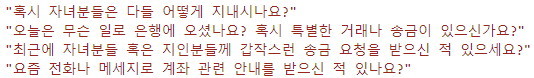 "혹시 자녀분들은 다들 어떻게 지내시나요?"
"오늘은 무슨 일로 은행에 오셨나요? 혹시 특별한 거래나 송금이 있으신가요?"
"최근에 자녀분들 혹은 지인분들께 갑작스런 송금 요청을 받으신 적 있으세요?"
"요즘 전화나 메세지로 계좌 관련 안내를 받으신 적 있나요?"